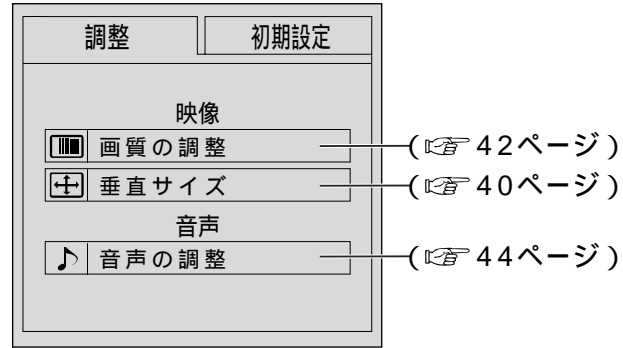 調整 初期設定
映像
画質の調整 (☞42ページ)
垂直サイズ (☞40ページ)
音声
音声の調整 (☞44ページ)